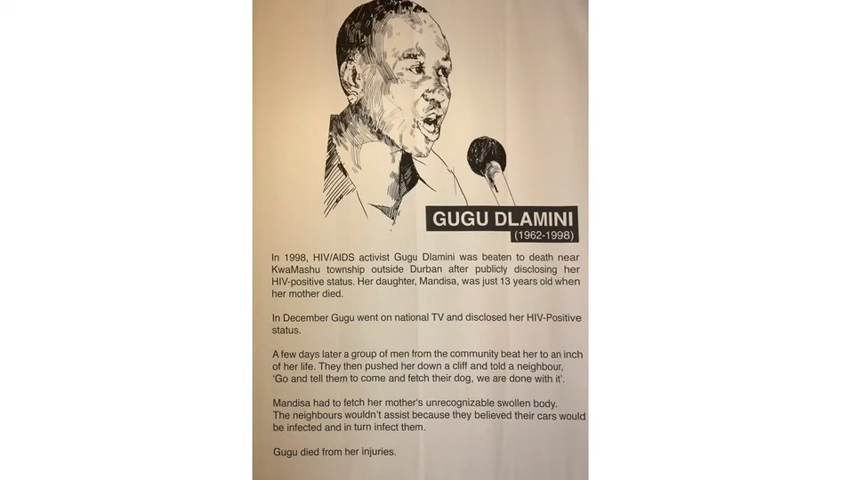 GUGU DLAMINI
(1962-1998)
In 1998, HIV/AIDS activist Gugu Dlamini was beaten to death near
KwaMashu township outside Durban after publicly disclosing her
HIV-positive status. Her daughter, Mandisa, was just 13 years old when
her mother died.
In December Gugu went on national TV and disclosed her HIV-Positive
status.
A few days later a group of men from the community beat her to an inch
of her life. They then pushed her down a cliff and told a neighbour,
‘Go and tell them to come and fetch their dog, we are done with it’.
Mandisa had to fetch her mother's unrecognizable swollen body.
The neighbours wouldn’t assist because they believed their cars would
be infected and in turn infect them.
Gugu died from her injuries.